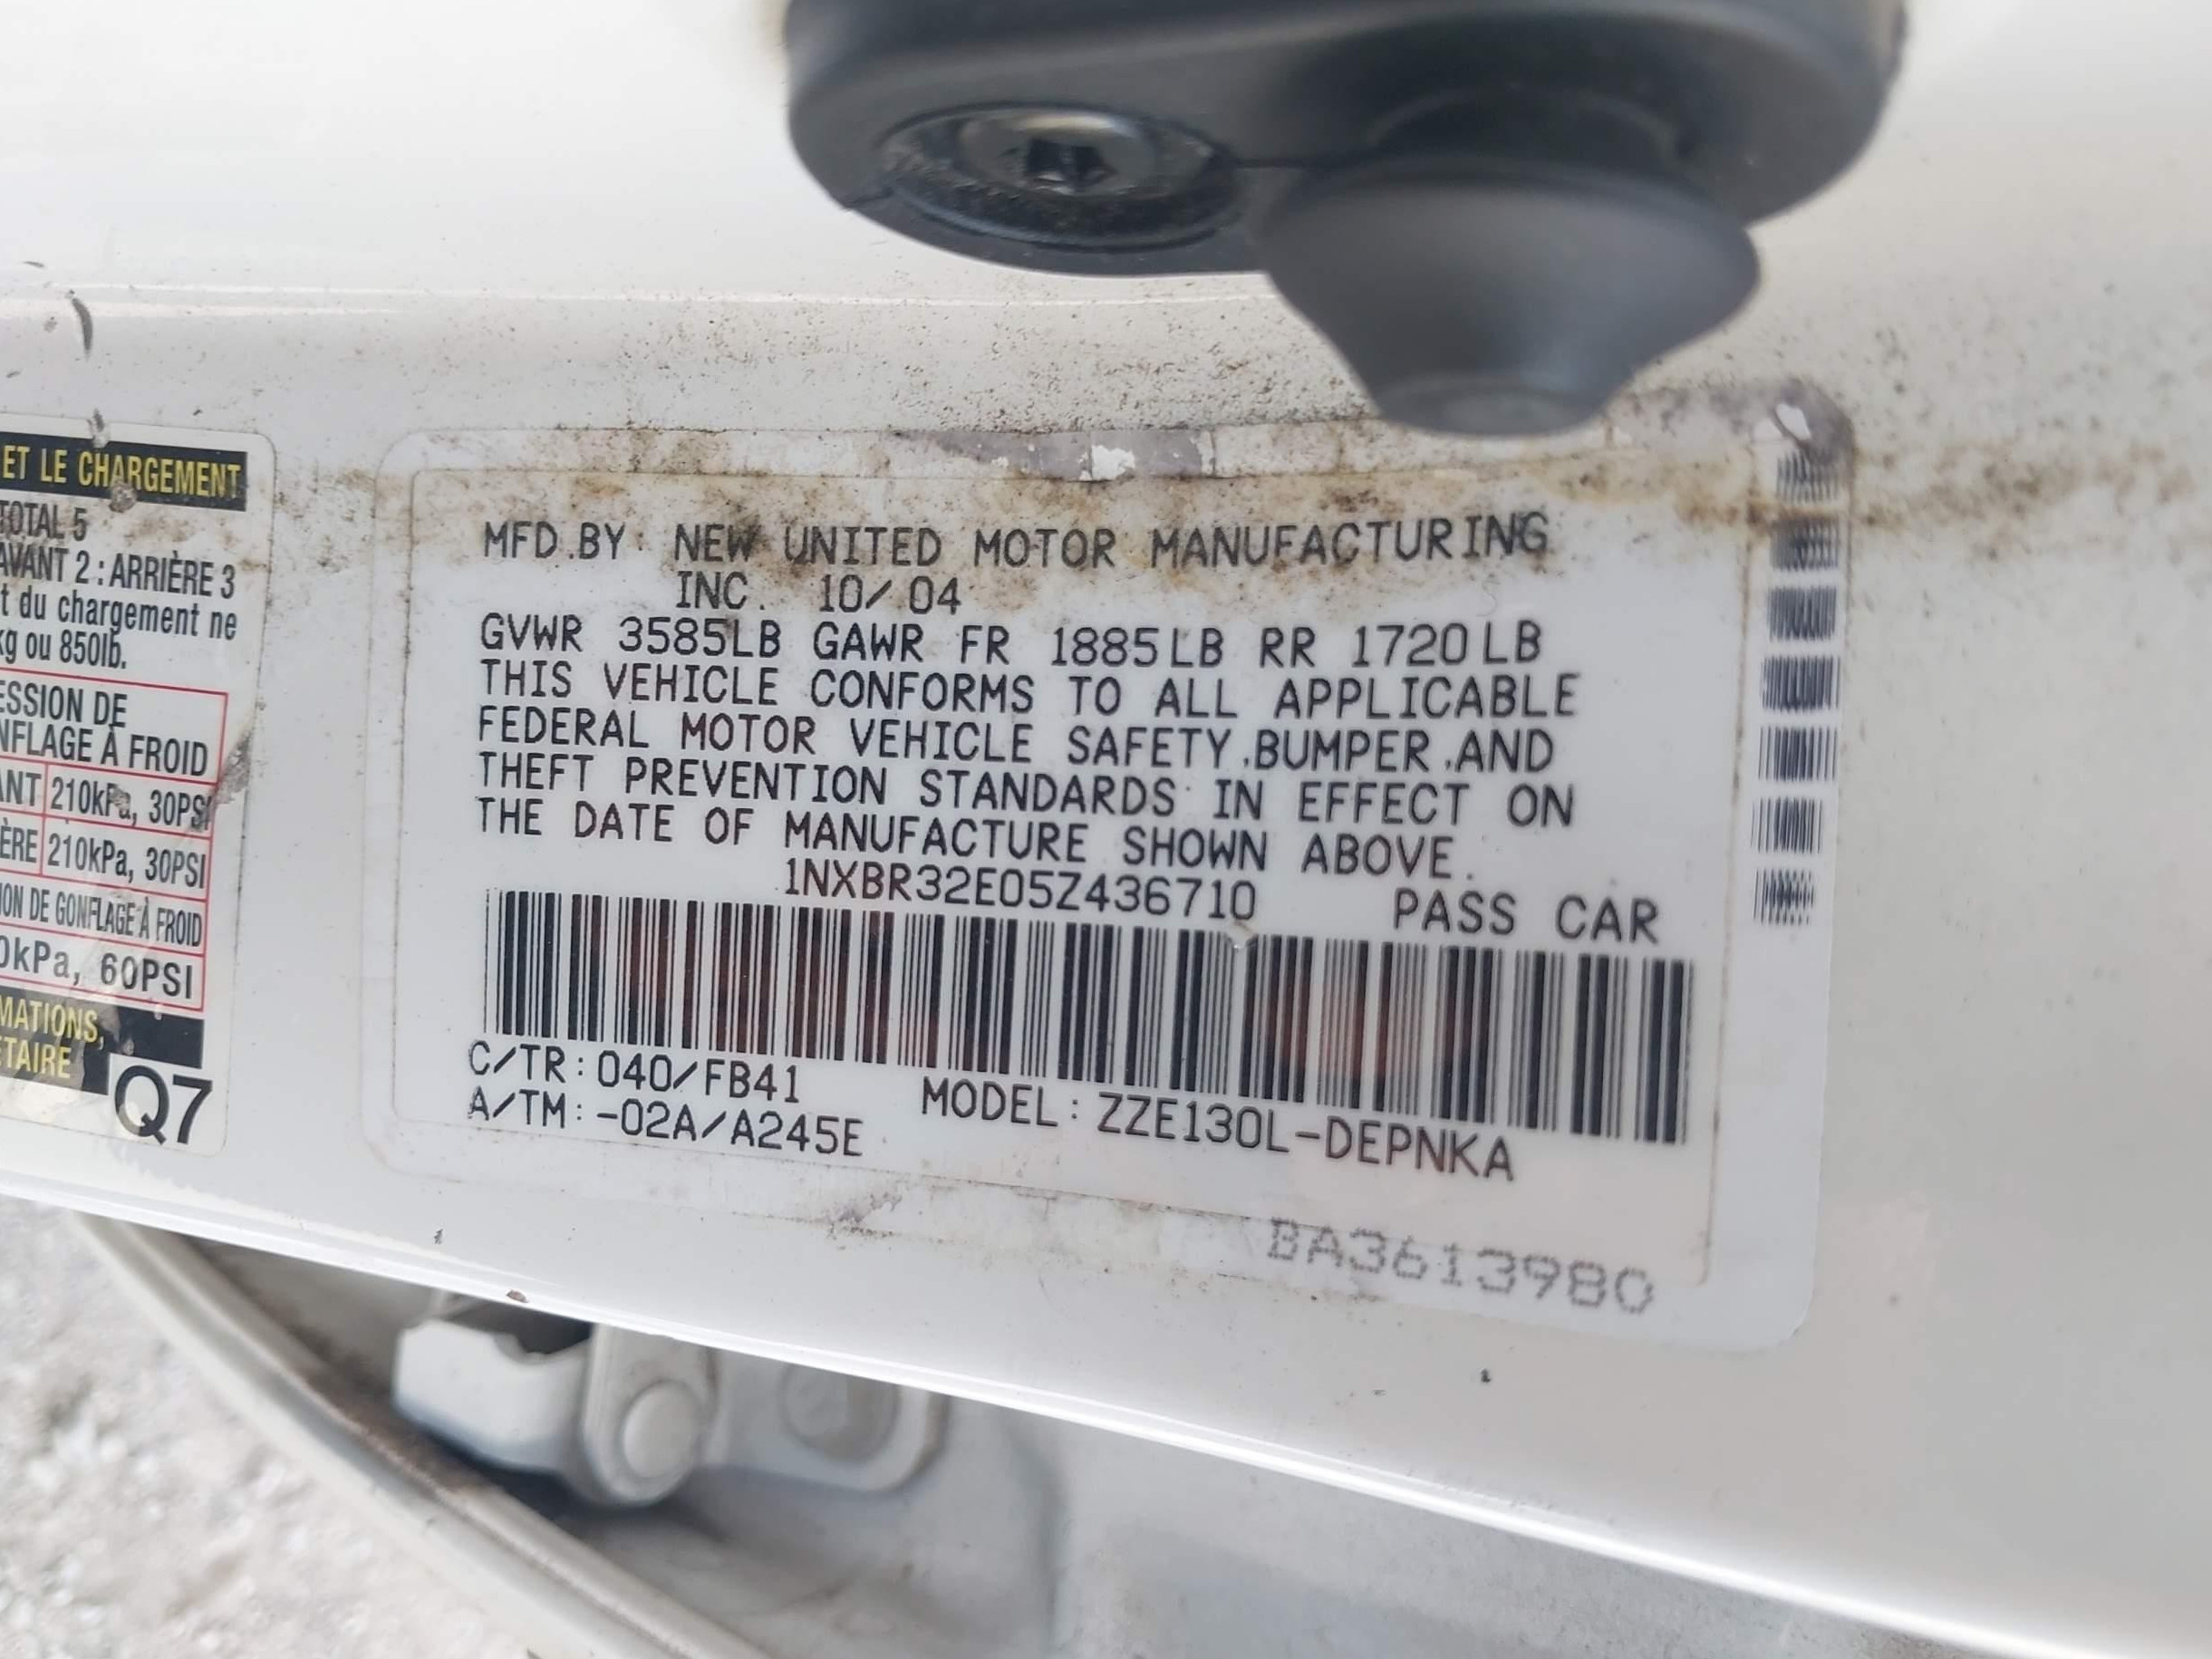 ET LE CHARGEMENT
TOTAL 5
AVANT 2 : ARRIÈRE 3
t du chargement ne
kg ou 850lb.
ESSION DE
NFLAGE À FROID
ANT 210kPa, 30PSI
ÈRE 210kPa, 30PSI
ION DE GONFLAGE À FROID
0kPa, 60PSI
MATIONS,
ÉTAIRE
Q7
MFD.BY: NEW UNITED MOTOR MANUFACTURING
INC. 10/04
GVWR 3585LB GAWR FR 1885LB RR 1720LB
THIS VEHICLE CONFORMS TO ALL APPLICABLE
FEDERAL MOTOR VEHICLE SAFETY,BUMPER,AND
THEFT PREVENTION STANDARDS IN EFFECT ON
THE DATE OF MANUFACTURE SHOWN ABOVE.
1NXBR32E05Z436710 PASS CAR
C/TR:040/FB41
A/TM:-02A/A245E
MODEL:ZZE130L-DEPNKA
BA3613980